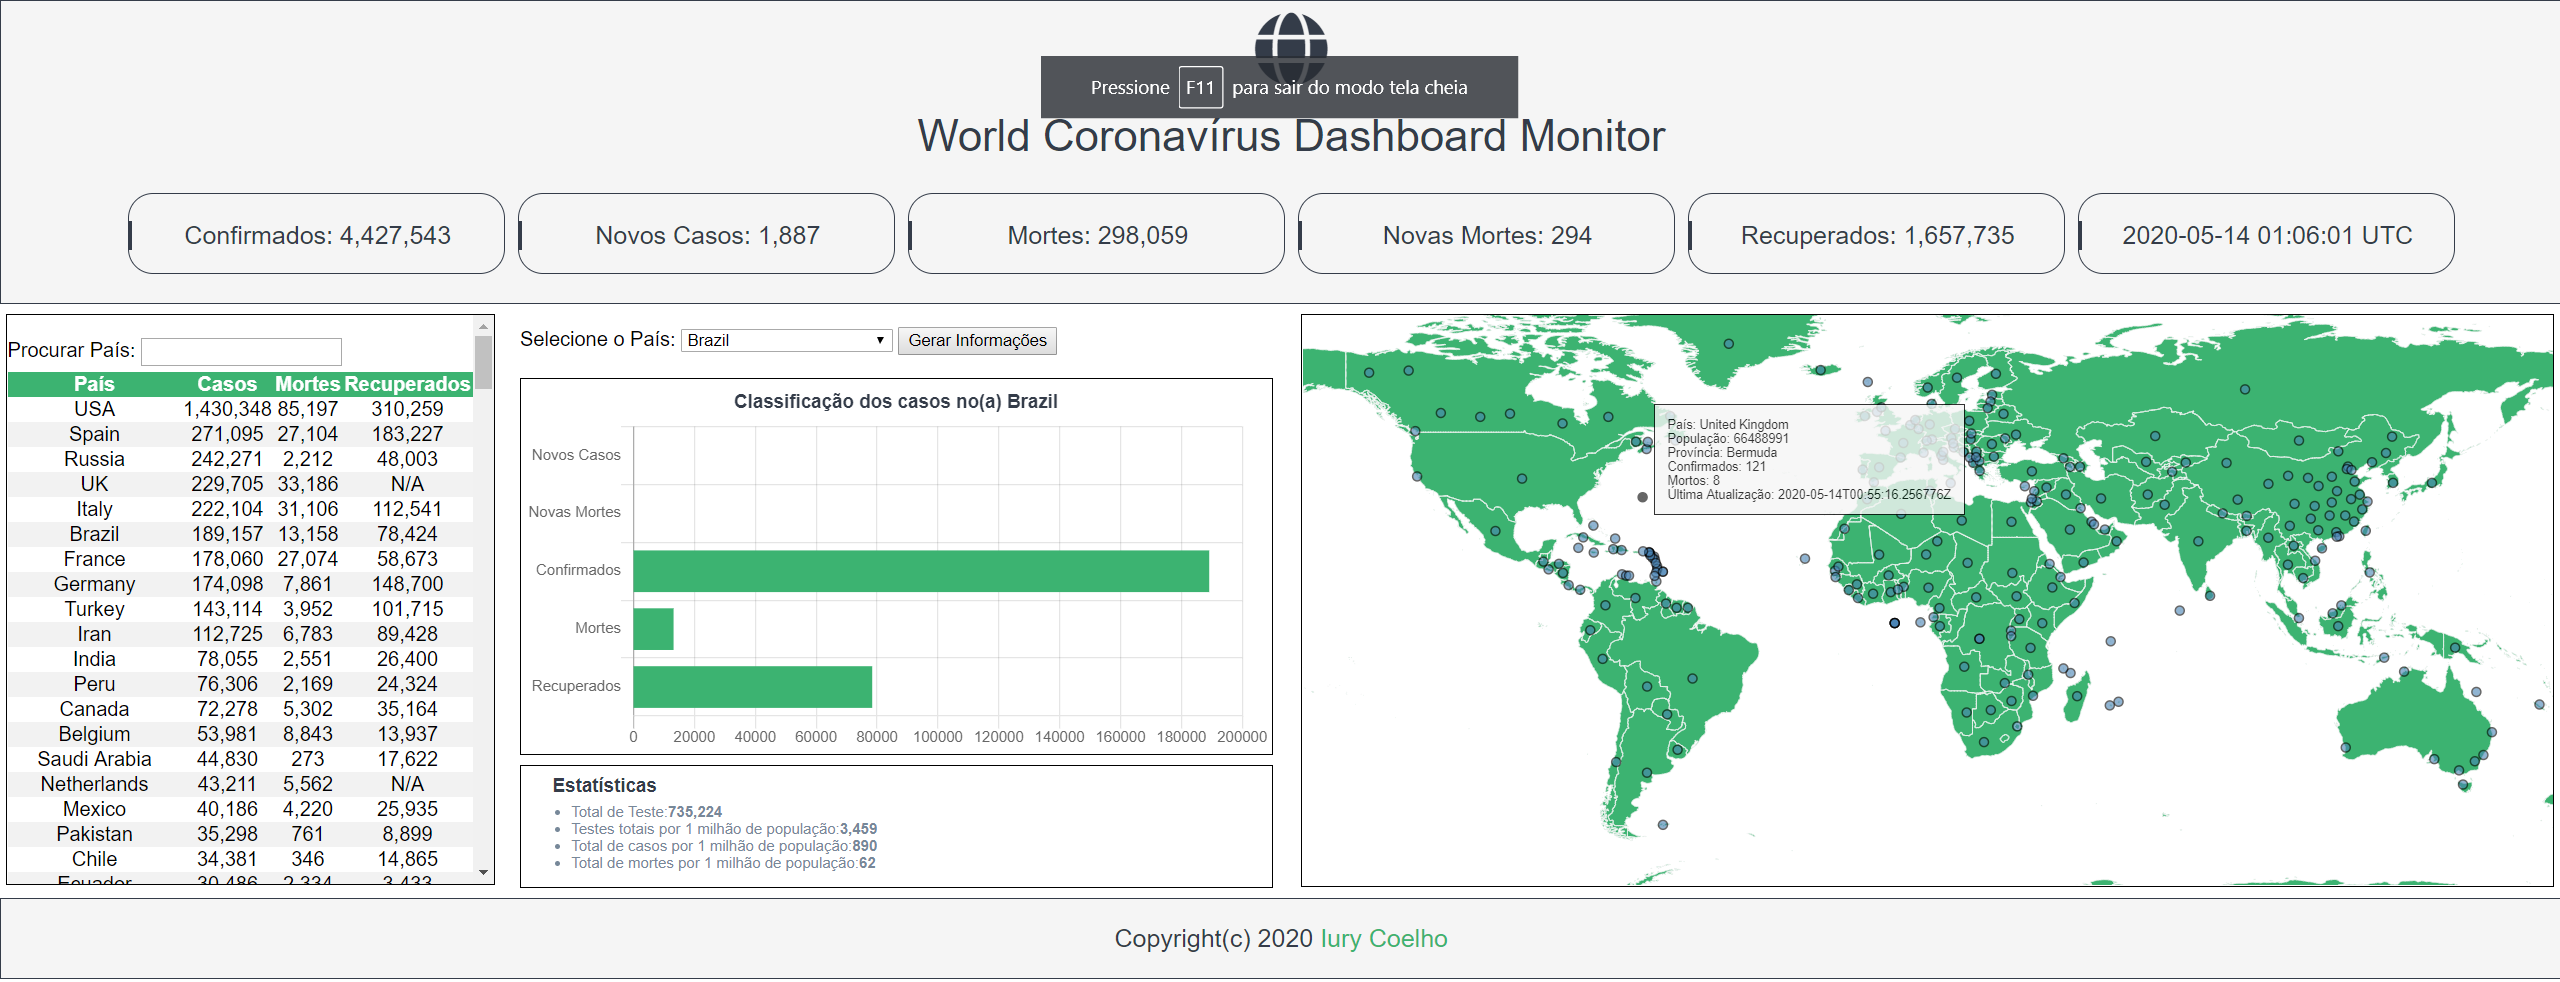 Pressione F11 para sair do modo tela cheia
World Coronavírus Dashboard Monitor
Confirmados: 4,427,543
Novos Casos: 1,887
Mortes: 298,059
Novas Mortes: 294
Recuperados: 1,657,735
2020-05-14 01:06:01 UTC
Procurar País:
País Casos Mortes Recuperados
USA 1,430,348 85,197 310,259
Spain 271,095 27,104 183,227
Russia 242,271 2,212 48,003
UK 229,705 33,186 N/A
Italy 222,104 31,106 112,541
Brazil 189,157 13,158 78,424
France 178,060 27,074 58,673
Germany 174,098 7,861 148,700
Turkey 143,114 3,952 101,715
Iran 112,725 6,783 89,428
India 78,055 2,551 26,400
Peru 76,306 2,169 24,324
Canada 72,278 5,302 35,164
Belgium 53,981 8,843 13,937
Saudi Arabia 44,830 273 17,622
Netherlands 43,211 5,562 N/A
Mexico 40,186 4,220 25,935
Pakistan 35,298 761 8,899
Chile 34,381 346 14,865
Ecuador 30,486 2,334 3,433
Selecione o País: Brazil Gerar Informações
Classificação dos casos no(a) Brazil
Novos Casos
Novas Mortes
Confirmados
Mortes
Recuperados
0 20000 40000 60000 80000 100000 120000 140000 160000 180000 200000
Estatísticas
Total de Teste:735,224
Testes totais por 1 milhão de população:3,459
Total de casos por 1 milhão de população:890
Total de mortes por 1 milhão de população:62
País: United Kingdom
População: 66488991
Província: Bermuda
Confirmados: 121
Mortos: 8
Última Atualização: 2020-05-14T00:55:16.256776Z
Copyright(c) 2020 Iury Coelho